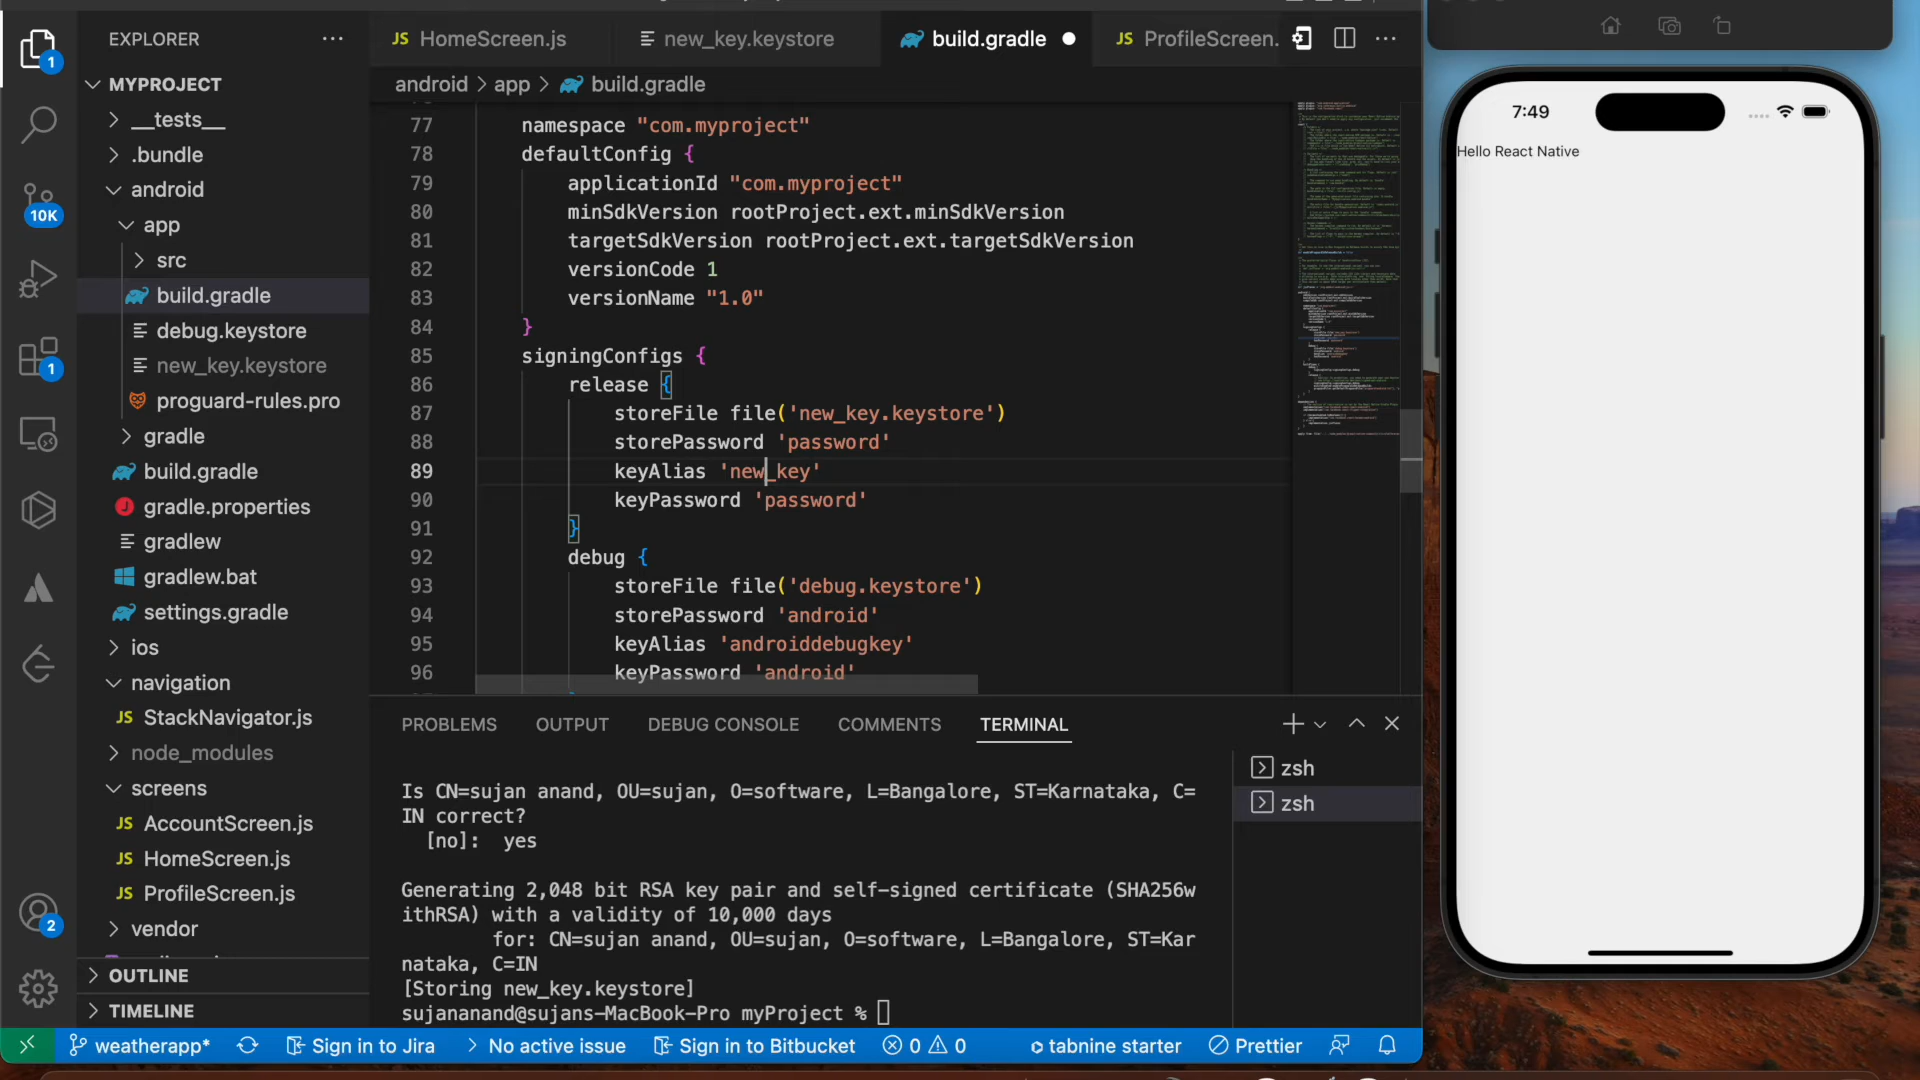 EXPLORER
MYPROJECT
__tests__
.bundle
android
app
src
build.gradle
debug.keystore
new_key.keystore
proguard-rules.pro
gradle
build.gradle
gradle.properties
gradlew
gradlew.bat
settings.gradle
ios
navigation
JS StackNavigator.js
node_modules
screens
JS AccountScreen.js
JS HomeScreen.js
JS ProfileScreen.js
vendor
OUTLINE
TIMELINE
1
10K
1
2
JS HomeScreen.js new_key.keystore build.gradle JS ProfileScreen.
android > app > build.gradle
77 namespace "com.myproject"
78 defaultConfig {
79 applicationId "com.myproject"
80 minSdkVersion rootProject.ext.minSdkVersion
81 targetSdkVersion rootProject.ext.targetSdkVersion
82 versionCode 1
83 versionName "1.0"
84 }
85 signingConfigs {
86 release {
87 storeFile file('new_key.keystore')
88 storePassword 'password'
89 keyAlias 'new_key'
90 keyPassword 'password'
91 }
92 debug {
93 storeFile file('debug.keystore')
94 storePassword 'android'
95 keyAlias 'androiddebugkey'
96 keyPassword 'android'
PROBLEMS OUTPUT DEBUG CONSOLE COMMENTS TERMINAL
Is CN=sujan anand, OU=sujan, O=software, L=Bangalore, ST=Karnataka, C=
IN correct?
[no]: yes
Generating 2,048 bit RSA key pair and self-signed certificate (SHA256w
ithRSA) with a validity of 10,000 days
for: CN=sujan anand, OU=sujan, O=software, L=Bangalore, ST=Kar
nataka, C=IN
[Storing new_key.keystore]
sujananand@sujans-MacBook-Pro myProject %
zsh
zsh
weatherapp* Sign in to Jira > No active issue Sign in to Bitbucket 0 0 tabnine starter Prettier
7:49
Hello React Native